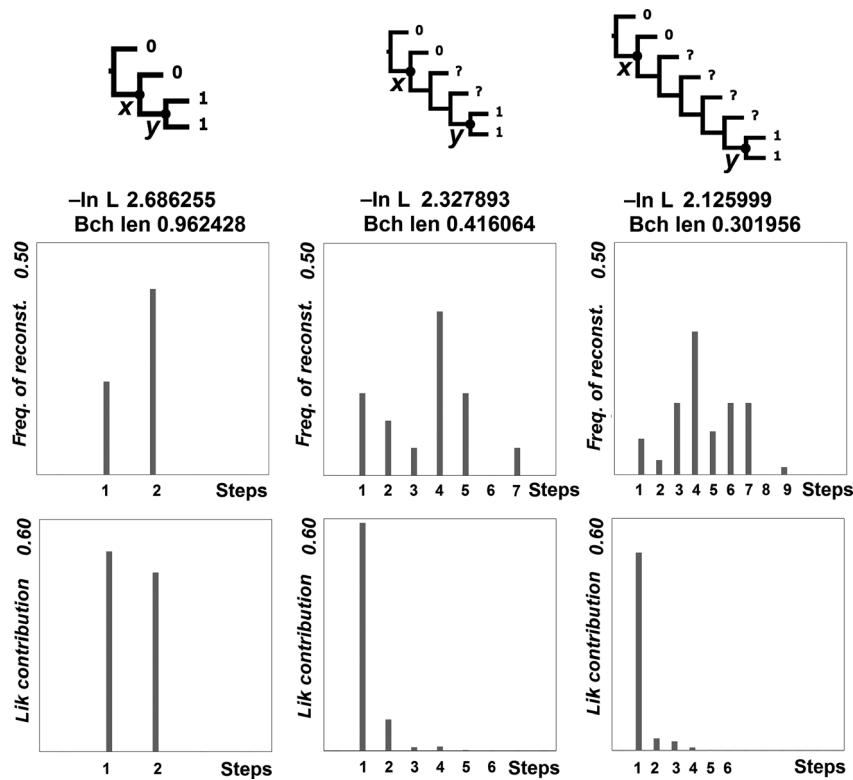 0
0
1
1
x
y
0
0
?
?
1
1
x
y
0
0
?
?
?
?
1
1
x
y
–ln L 2.686255
Bch len 0.962428
–ln L 2.327893
Bch len 0.416064
–ln L 2.125999
Bch len 0.301956
Freq. of reconst. 0.50
1 2 Steps
Freq. of reconst. 0.50
1 2 3 4 5 6 7 Steps
Freq. of reconst. 0.50
1 2 3 4 5 6 7 8 9 Steps
Lik contribution 0.60
1 2 Steps
Lik contribution 0.60
1 2 3 4 5 6 Steps
Lik contribution 0.60
1 2 3 4 5 6 Steps